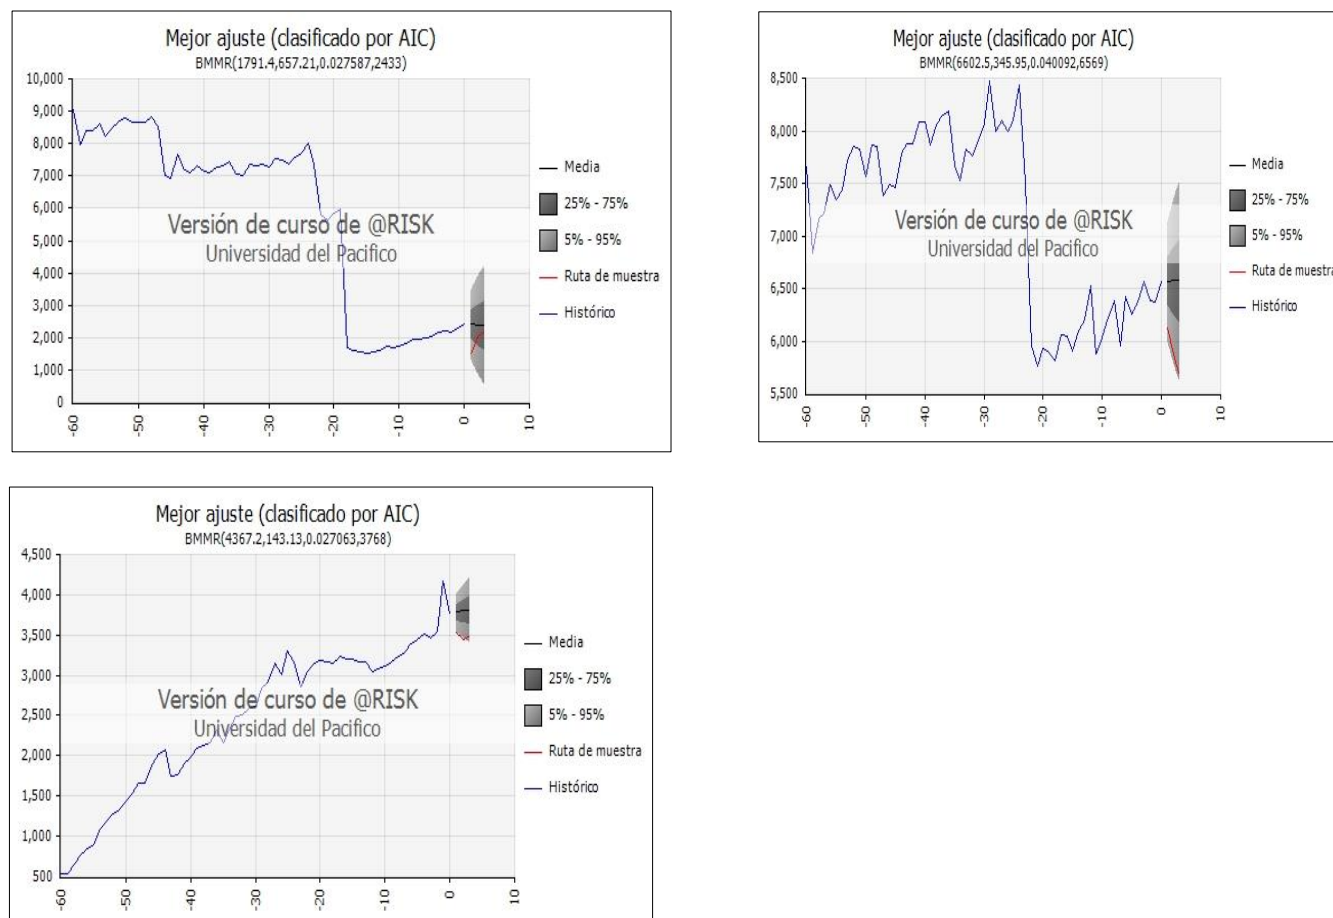 Mejor ajuste (clasificado por AIC)
BMMR(1791.4,657.21,0.027587,2433)
10,000
9,000
8,000
7,000
6,000
5,000
4,000
3,000
2,000
1,000
0
-60
-50
-40
-30
-20
-10
0
10
Versión de curso de @RISK
Universidad del Pacifico
Media
25% - 75%
5% - 95%
Ruta de muestra
Histórico
Mejor ajuste (clasificado por AIC)
BMMR(6602.5,345.95,0.040092,6569)
8,500
8,000
7,500
7,000
6,500
6,000
5,500
-60
-50
-40
-30
-20
-10
0
10
Versión de curso de @RISK
Universidad del Pacifico
Media
25% - 75%
5% - 95%
Ruta de muestra
Histórico
Mejor ajuste (clasificado por AIC)
BMMR(4367.2,143.13,0.027063,3768)
4,500
4,000
3,500
3,000
2,500
2,000
1,500
1,000
500
-60
-50
-40
-30
-20
-10
0
10
Versión de curso de @RISK
Universidad del Pacifico
Media
25% - 75%
5% - 95%
Ruta de muestra
Histórico